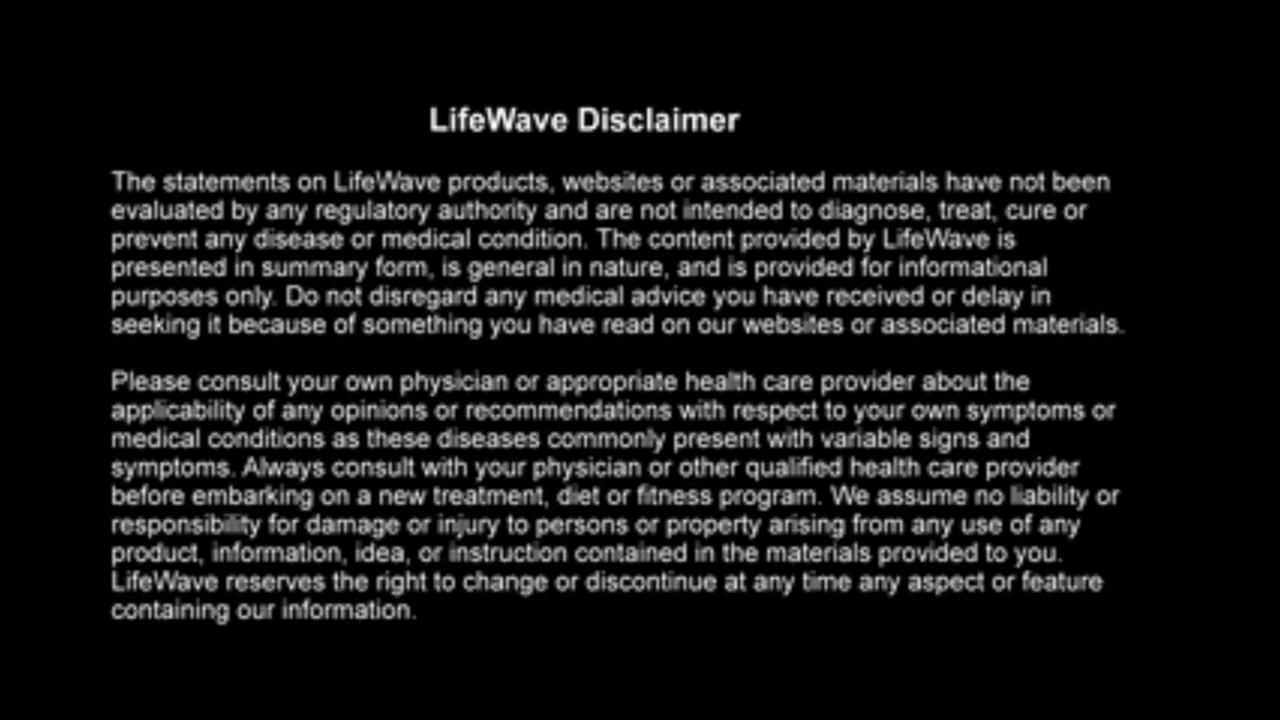 LifeWave Disclaimer
The statements on LifeWave products, websites or associated materials have not been
evaluated by any regulatory authority and are not intended to diagnose, treat, cure or
prevent any disease or medical condition. The content provided by LifeWave is
presented in summary form, is general in nature, and is provided for informational
purposes only. Do not disregard any medical advice you have received or delay in
seeking it because of something you have read on our websites or associated materials.
Please consult your own physician or appropriate health care provider about the
applicability of any opinions or recommendations with respect to your own symptoms or
medical conditions as these diseases commonly present with variable signs and
symptoms. Always consult with your physician or other qualified health care provider
before embarking on a new treatment, diet or fitness program. We assume no liability or
responsibility for damage or injury to persons or property arising from any use of any
product, information, idea, or instruction contained in the materials provided to you.
LifeWave reserves the right to change or discontinue at any time any aspect or feature
containing our information.